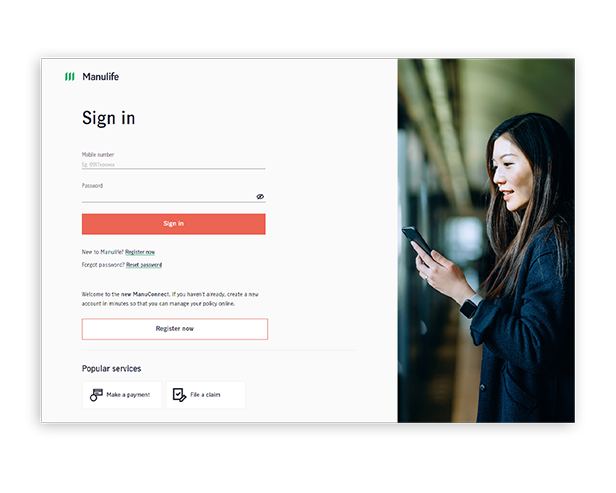 Manulife
Sign in
Mobile number
Password
Sign in
New to Manulife? Register now
Forgot password? Reset password
Welcome to the new ManuConnect. If you haven't already, create a new
account in minutes so that you can manage your policy online.
Register now
Popular services
Make a payment
File a claim